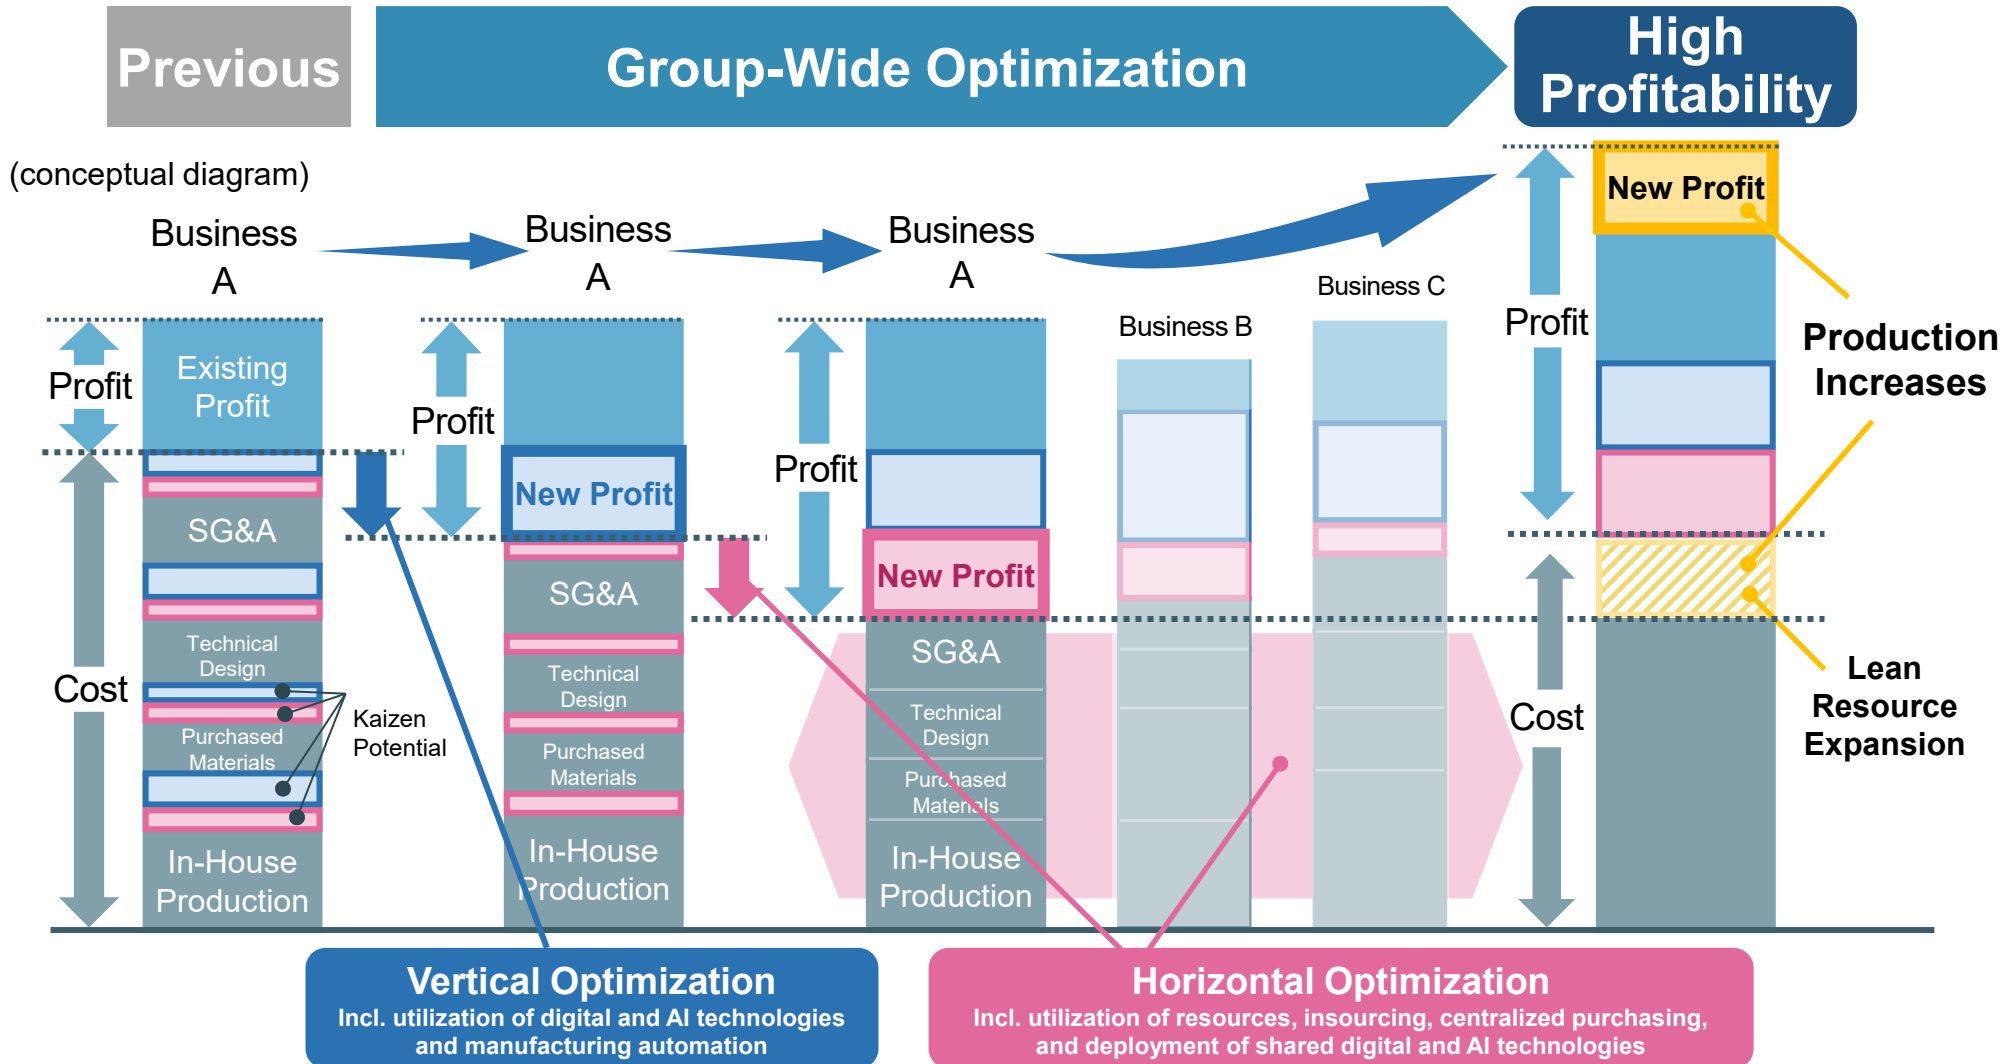 Previous
Group-Wide Optimization
High
Profitability
(conceptual diagram)
Business
A
Business
A
Business
A
Business B
Business C
Profit
Existing
Profit
Cost
SG&A
Technical
Design
Purchased
Materials
In-House
Production
Kaizen
Potential
Profit
New Profit
SG&A
Technical
Design
Purchased
Materials
In-House
Production
Profit
New Profit
SG&A
Technical
Design
Purchased
Materials
In-House
Production
Profit
New Profit
Cost
Production
Increases
Lean
Resource
Expansion
Vertical Optimization
Incl. utilization of digital and AI technologies
and manufacturing automation
Horizontal Optimization
Incl. utilization of resources, insourcing, centralized purchasing,
and deployment of shared digital and AI technologies